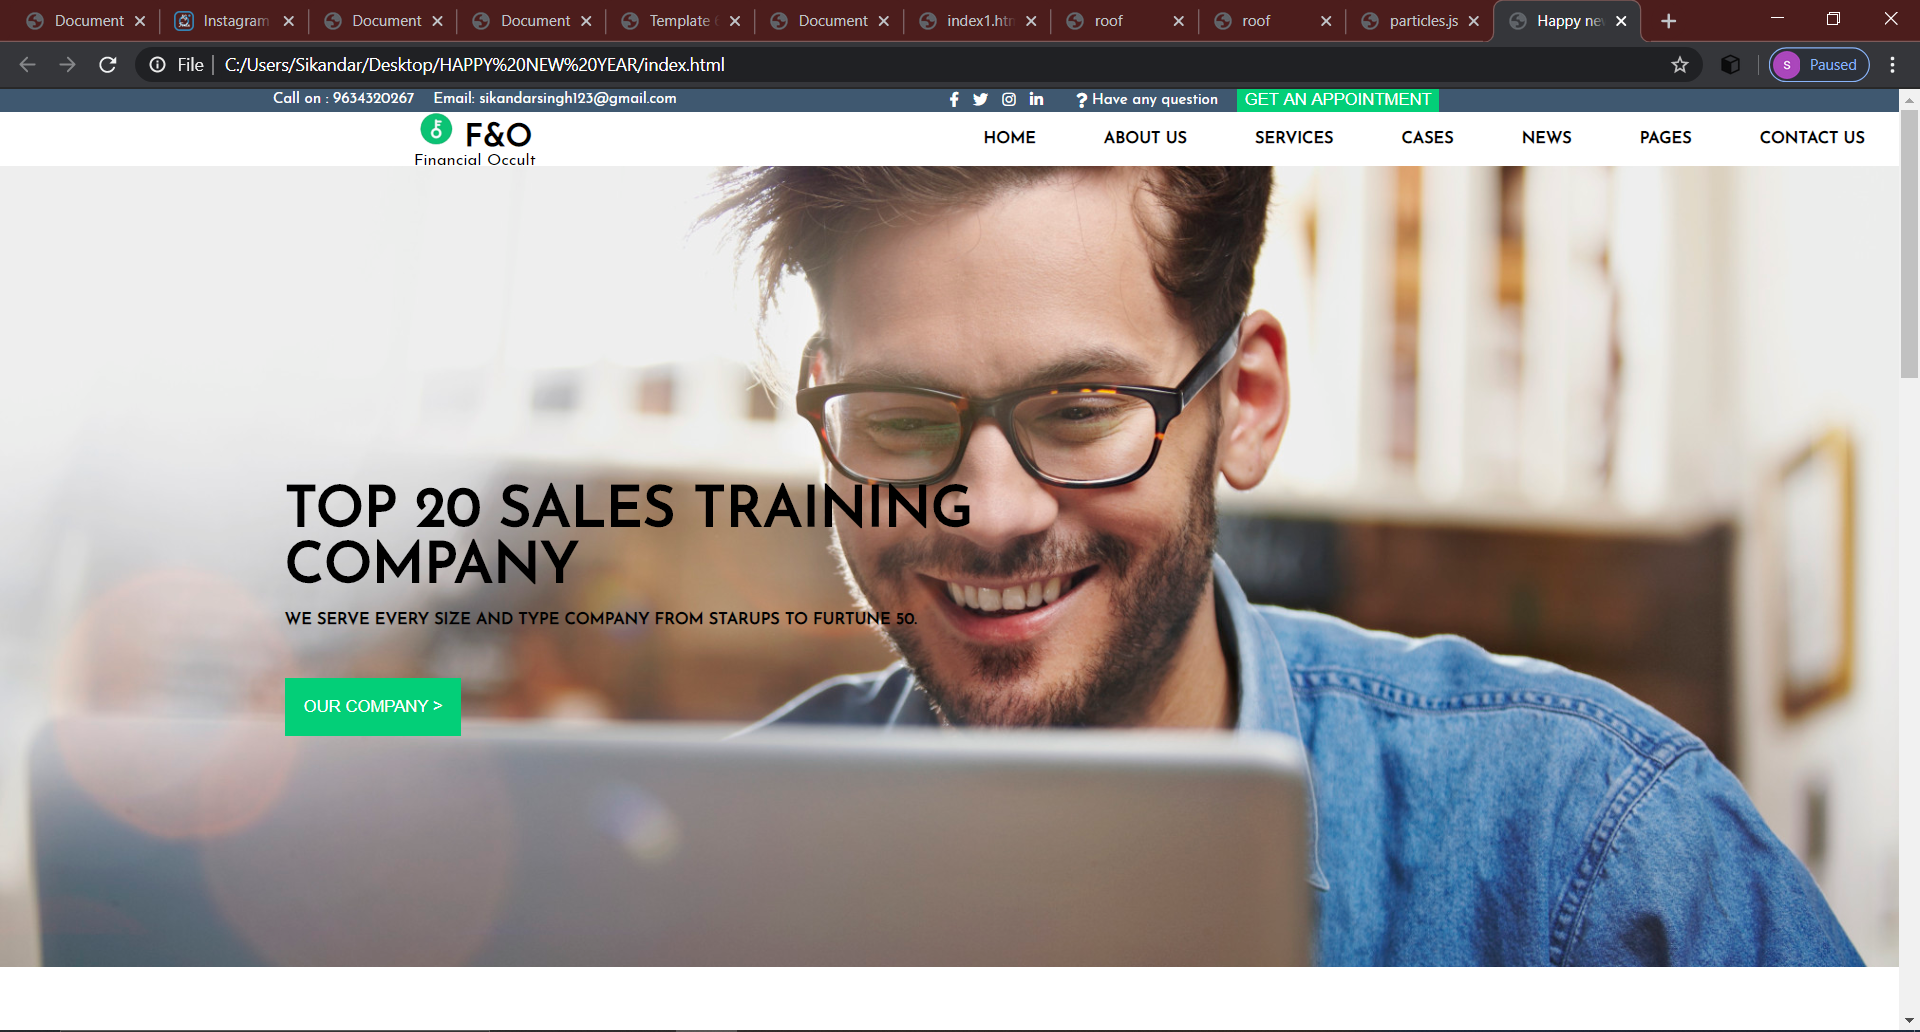 Document
Instagram
Document
Document
Template
Document
index1.htm
roof
roof
particles.js
Happy new
File
C:/Users/Sikandar/Desktop/HAPPY%20NEW%20YEAR/index.html
S
Paused
Call on : 9634320267 Email: sikandarsingh123@gmail.com
? Have any question GET AN APPOINTMENT
F&O
Financial Occult
HOME ABOUT US SERVICES CASES NEWS PAGES CONTACT US
TOP 20 SALES TRAINING
COMPANY
WE SERVE EVERY SIZE AND TYPE COMPANY FROM STARUPS TO FURTUNE 50.
OUR COMPANY >